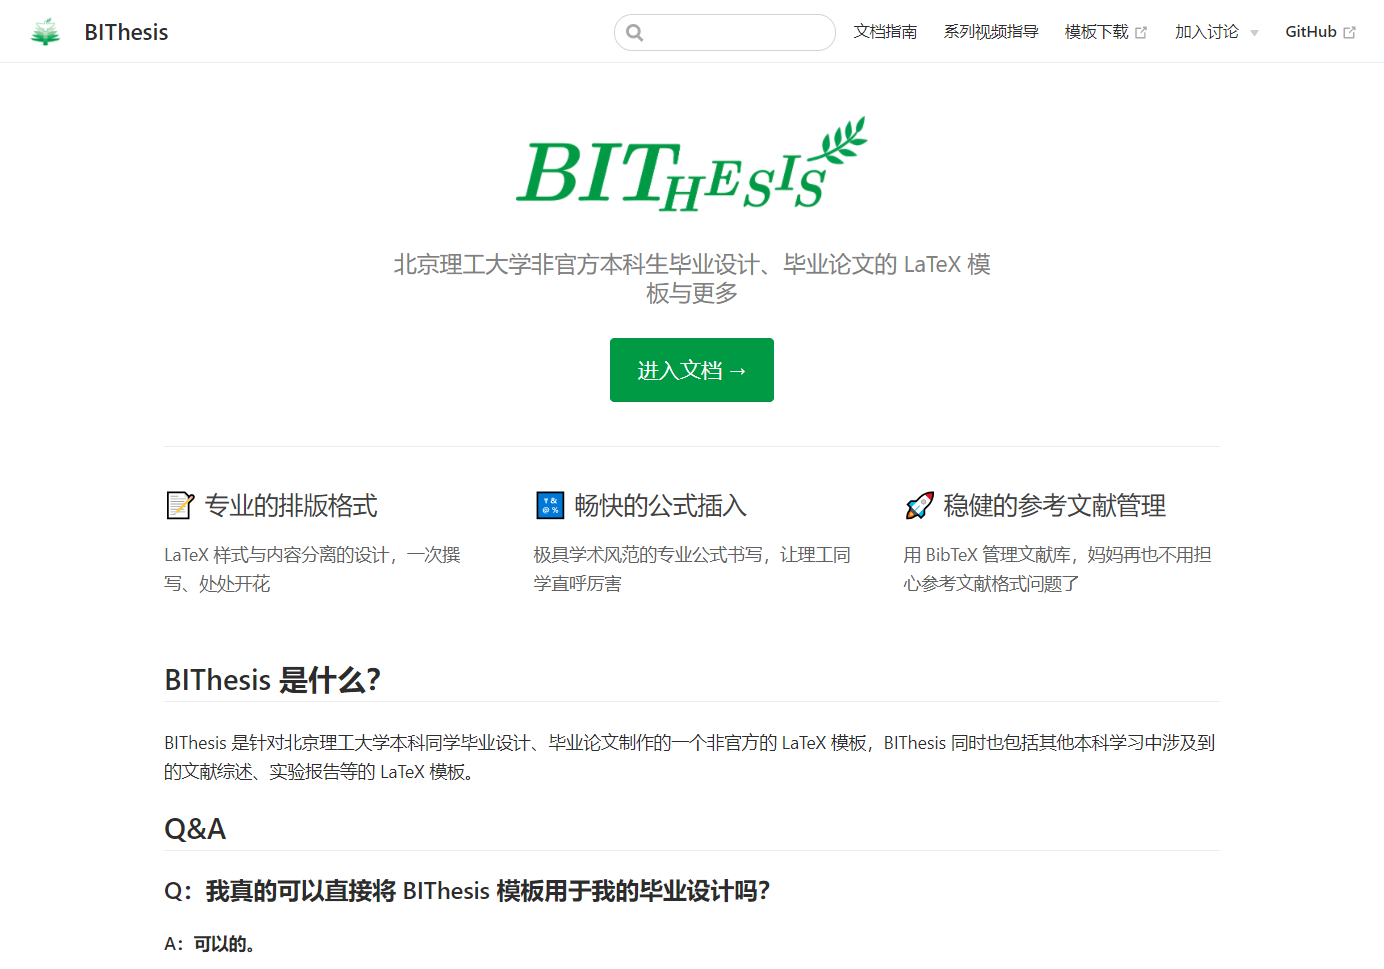 BIThesis
文档指南 系列视频指导 模板下载 加入讨论 GitHub
BITHESIS
北京理工大学非官方本科生毕业设计、毕业论文的 LaTeX 模
板与更多
进入文档 →
📝 专业的排版格式
LaTeX 样式与内容分离的设计，一次撰
写、处处开花
🔣 畅快的公式插入
极具学术风范的专业公式书写，让理工同
学直呼厉害
🚀 稳健的参考文献管理
用 BibTeX 管理文献库，妈妈再也不用担
心参考文献格式问题了
BIThesis 是什么？
BIThesis 是针对北京理工大学本科同学毕业设计、毕业论文制作的一个非官方的 LaTeX 模板，BIThesis 同时也包括其他本科学习中涉及到
的文献综述、实验报告等的 LaTeX 模板。
Q&A
Q：我真的可以直接将 BIThesis 模板用于我的毕业设计吗？
A：可以的。